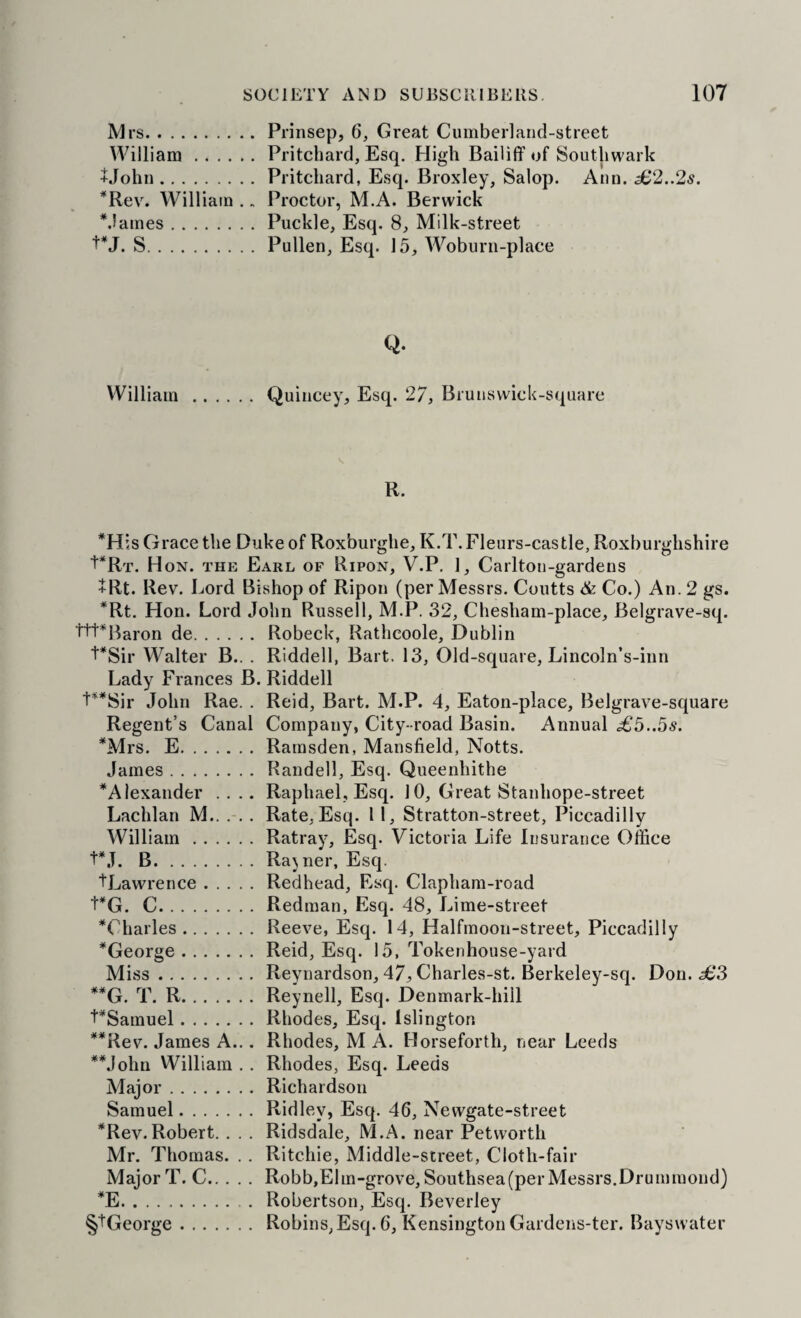 SOCIETY AND SUBSCRIBERS. 107
Mrs. . . . . . . . . . Prinsep, 6, Great Cumberland-street
William . . . . . . Pritchard, Esq. High Bailiff of Southwark
‡John . . . . . . . . . Pritchard, Esq. Broxley, Salop. Ann. £2..2s.
*Rev. William . . Proctor, M.A. Berwick
*James . . . . . . . . Puckle, Esq. 8, Milk-street
†*J. S. . . . . . . . . . Pullen, Esq. 15, Woburn-place
Q.
William . . . . . . Quincey, Esq. 27, Brunswick-square
R.
*His Grace the Duke of Roxburghe, K.T. Fleurs-castle, Roxburghshire
†*Rt. Hon. the Earl of Ripon, V.P. 1, Carlton-gardens
‡Rt. Rev. Lord Bishop of Ripon (per Messrs. Coutts & Co.) An. 2 gs.
*Rt. Hon. Lord John Russell, M.P. 32, Chesham-place, Belgrave-sq.
†††*Baron de. . . . . . Robeck, Rathcoole, Dublin
†*Sir Walter B.. . Riddell, Bart. 13, Old-square, Lincoln's-inn
Lady Frances B. Riddell
†**Sir John Rae. . Reid, Bart. M.P. 4, Eaton-place, Belgrave-square
Regent's Canal Company, City-road Basin. Annual £5..5s.
*Mrs. E. . . . . . . Ramsden, Mansfield, Notts.
James . . . . . . . . Randell, Esq. Queenhithe
*Alexander . . . . Raphael, Esq. 10, Great Stanhope-street
Lachlan M.. . . . Rate, Esq. 11, Stratton-street, Piccadilly
William . . . . . . Ratray, Esq. Victoria Life Insurance Office
†*J. B. . . . . . . . . Rayner, Esq.
†Lawrence . . . . . Redhead, Esq. Clapham-road
†*G. C. . . . . . . . . Redman, Esq. 48, Lime-street
*Charles . . . . . . . Reeve, Esq. 14, Halfmoon-street, Piccadilly
*George . . . . . . . Reid, Esq. 15, Tokenhouse-yard
Miss . . . . . . . . . Reynardson, 47, Charles-st. Berkeley-sq. Don. £3
**G. T. R. . . . . . . Reynell, Esq. Denmark-hill
†*Samuel . . . . . . . Rhodes, Esq. Islington
**Rev. James A.. . Rhodes, M A. Horseforth, near Leeds
**John William . . Rhodes, Esq. Leeds
Major . . . . . . . . Richardson
Samuel. . . . . . . Ridley, Esq. 46, Newgate-street
*Rev. Robert. . . . Ridsdale, M.A. near Petworth
Mr. Thomas. . . Ritchie, Middle-street, Cloth-fair
Major T. C.. . . . Robb, Elm-grove, Southsea (per Messrs. Drummond)
*E. . . . . . . . . . . . Robertson, Esq. Beverley
§†George . . . . . . . Robins, Esq. 6, Kensington Gardens-ter. Bayswater